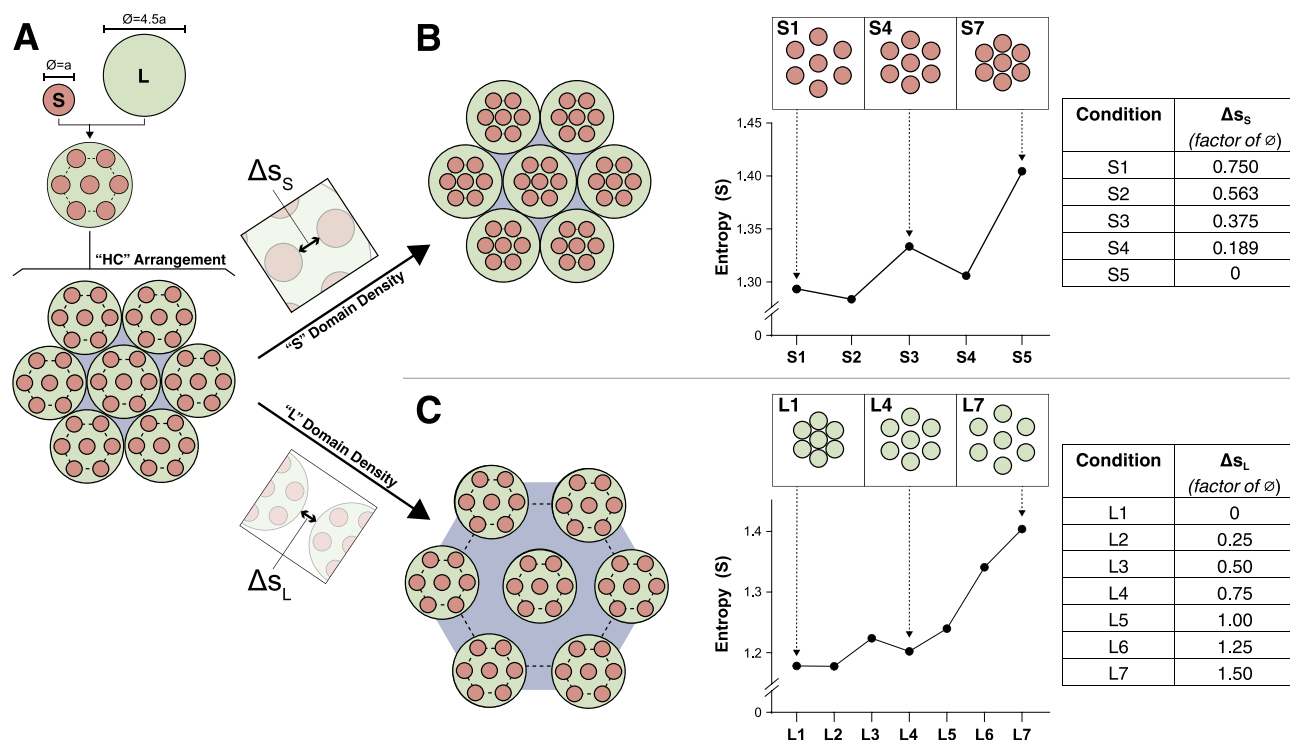 A
Ø=4.5a
Ø=a
L
S
"HC" Arrangement
ΔsS
"S" Domain Density
"L" Domain Density
ΔsL
B
S1
S4
S7
1.45
1.40
1.35
1.30
0
Entropy (S)
S1
S2
S3
S4
S5
Condition
ΔsS
(factor of Ø)
S1 0.750
S2 0.563
S3 0.375
S4 0.189
S5 0
C
L1
L4
L7
1.4
1.3
1.2
0
Entropy (S)
L1
L2
L3
L4
L5
L6
L7
Condition
ΔsL
(factor of Ø)
L1 0
L2 0.25
L3 0.50
L4 0.75
L5 1.00
L6 1.25
L7 1.50